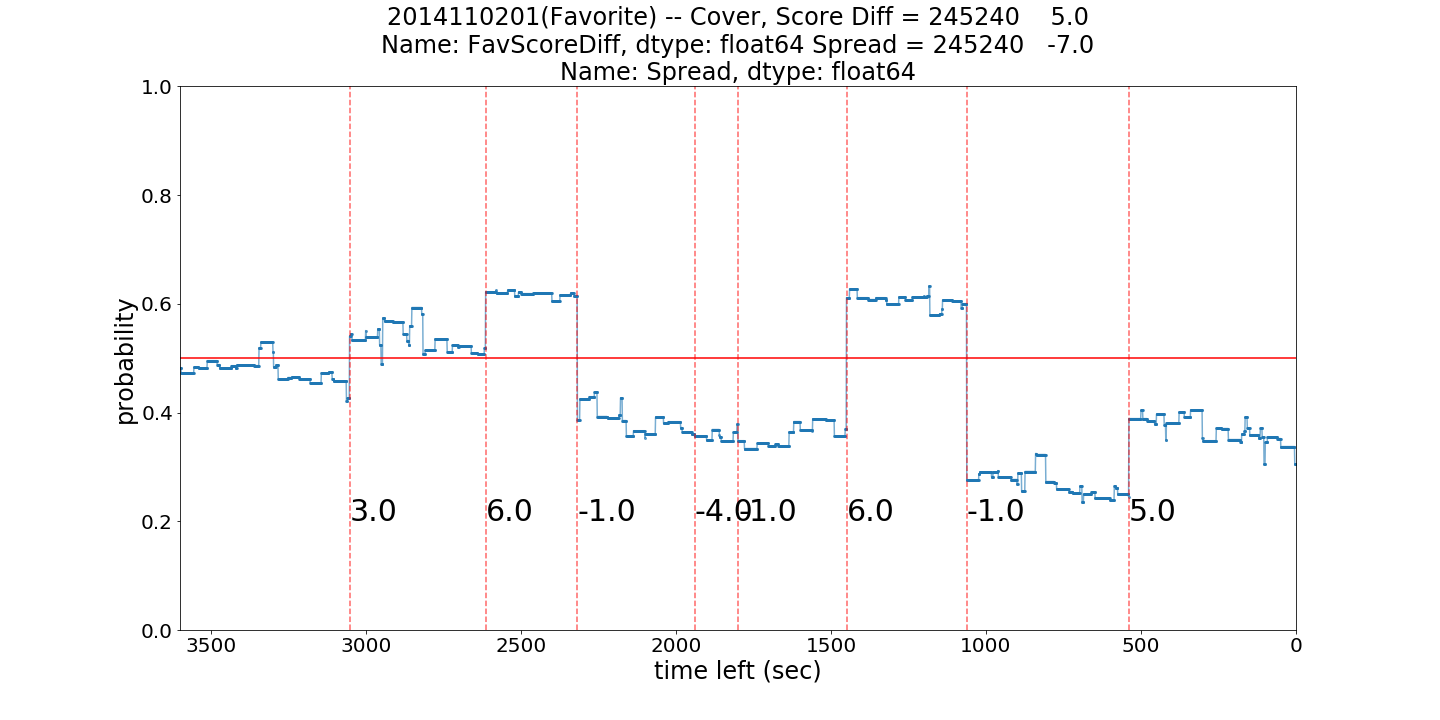 2014110201(Favorite) -- Cover, Score Diff = 245240    5.0
Name: FavScoreDiff, dtype: float64 Spread = 245240   -7.0
Name: Spread, dtype: float64
1.0
0.8
0.6
0.4
0.2
0.0
probability
3.0
6.0
-1.0
-4.0
-1.0
6.0
-1.0
5.0
3500 3000 2500 2000 1500 1000 500 0
time left (sec)